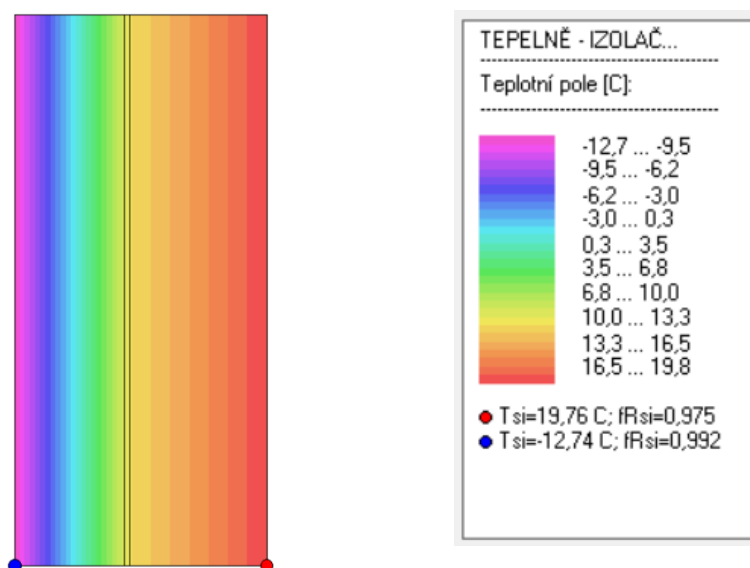 TEPELNĚ - IZOLAČ...
Teplotní pole [C]:
-12,7 ... -9,5
-9,5 ... -6,2
-6,2 ... -3,0
-3,0 ... 0,3
0,3 ... 3,5
3,5 ... 6,8
6,8 ... 10,0
10,0 ... 13,3
13,3 ... 16,5
16,5 ... 19,8
Tsi=19,76 C; fRsi=0,975
Tsi=-12,74 C; fRsi=0,992